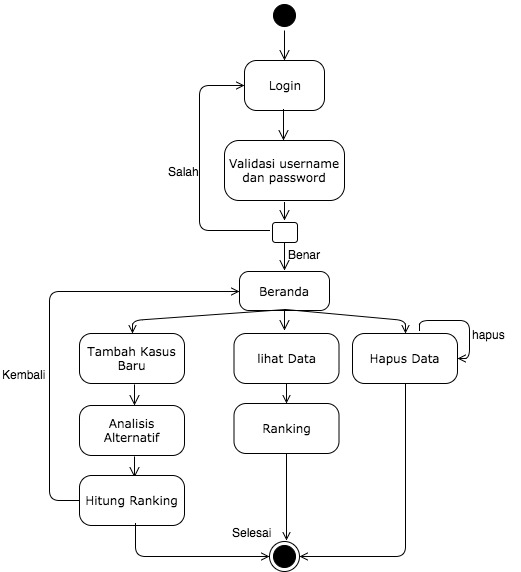 Login
Validasi username
dan password
Salah
Benar
Beranda
Tambah Kasus
Baru
lihat Data
Hapus Data
hapus
Kembali
Analisis
Alternatif
Ranking
Hitung Ranking
Selesai